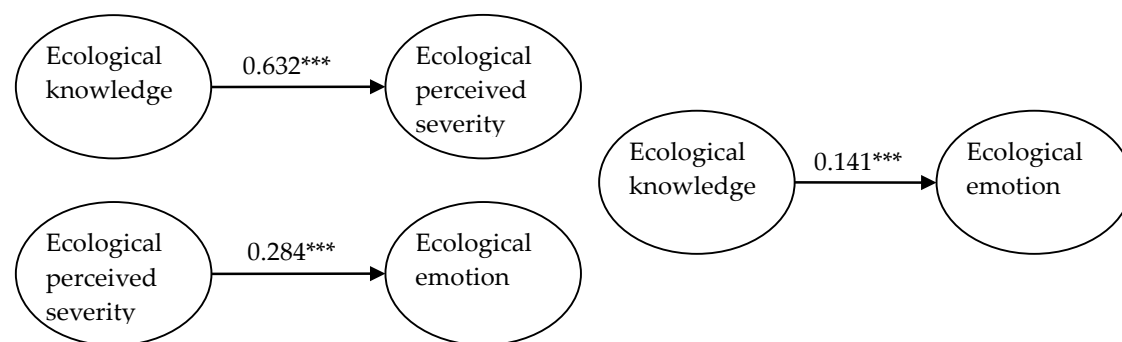 Ecological
knowledge
0.632***
Ecological
perceived
severity
Ecological
perceived
severity
0.284***
Ecological
emotion
Ecological
knowledge
0.141***
Ecological
emotion